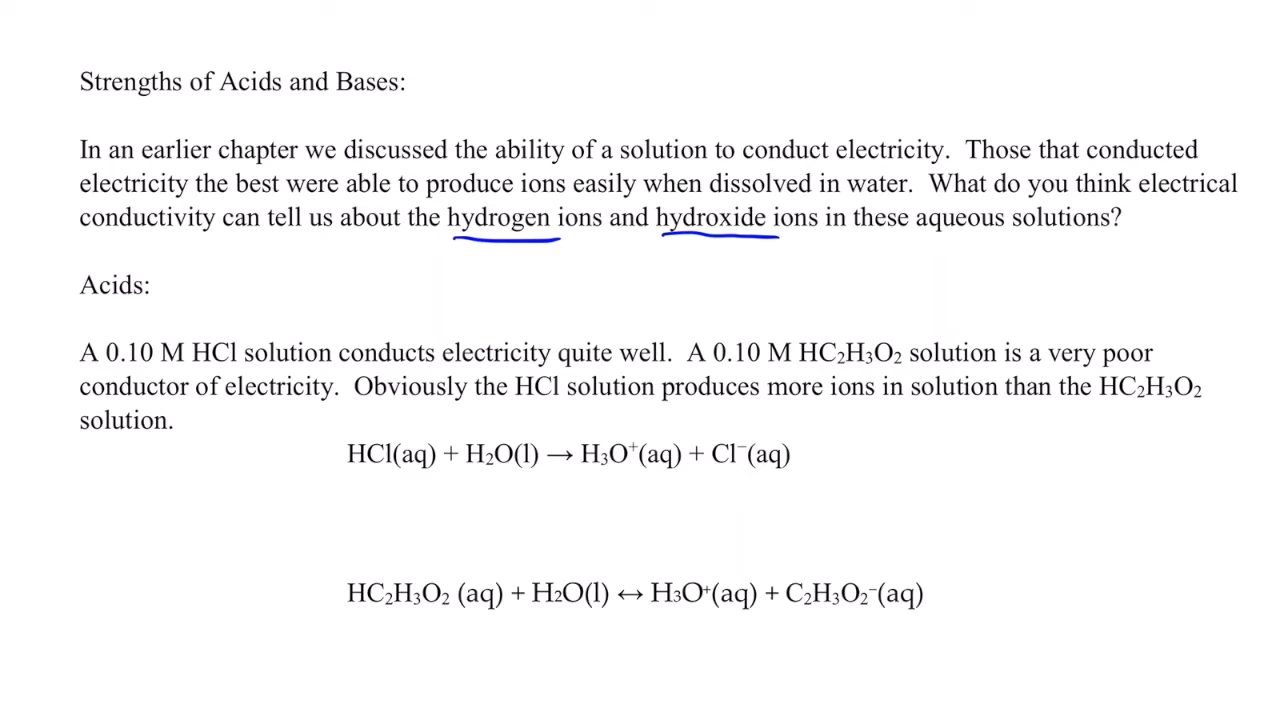 Strengths of Acids and Bases:
In an earlier chapter we discussed the ability of a solution to conduct electricity.  Those that conducted
electricity the best were able to produce ions easily when dissolved in water.  What do you think electrical
conductivity can tell us about the hydrogen ions and hydroxide ions in these aqueous solutions?
Acids:
A 0.10 M HCl solution conducts electricity quite well.  A 0.10 M HC₂H₃O₂ solution is a very poor
conductor of electricity.  Obviously the HCl solution produces more ions in solution than the HC₂H₃O₂
solution.
HCl(aq) + H₂O(l) → H₃O⁺(aq) + Cl⁻(aq)
HC₂H₃O₂ (aq) + H₂O(l) ↔ H₃O⁺(aq) + C₂H₃O₂⁻(aq)